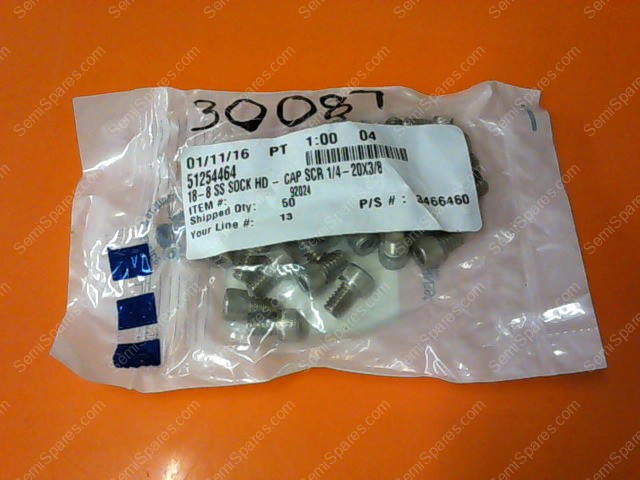 30087
01/11/16 PT 1:00 04
51254464
18-8 SS SOCK HD - CAP SCR 1/4-20X3/8
ITEM #: 92024
Shipped Qty: 50 P/S #: 3466460
Your Line #: 13
SemiSpares.com